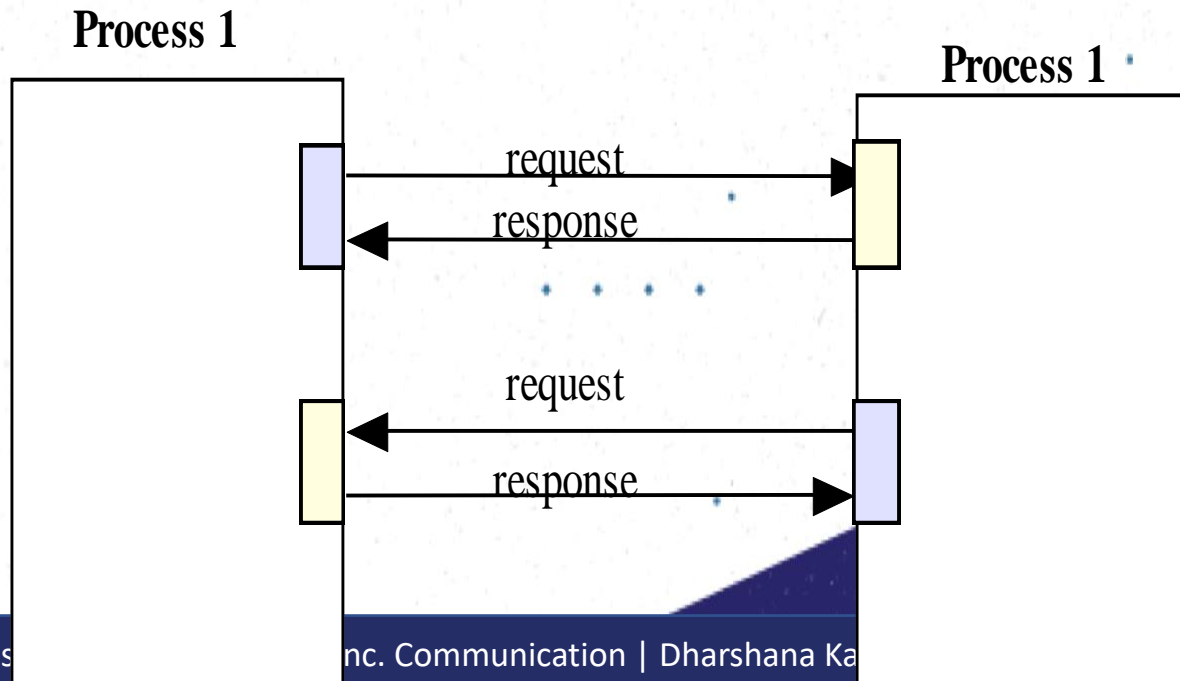 Process 1
Process 1
request
response
request
response
nc. Communication | Dharshana Ka